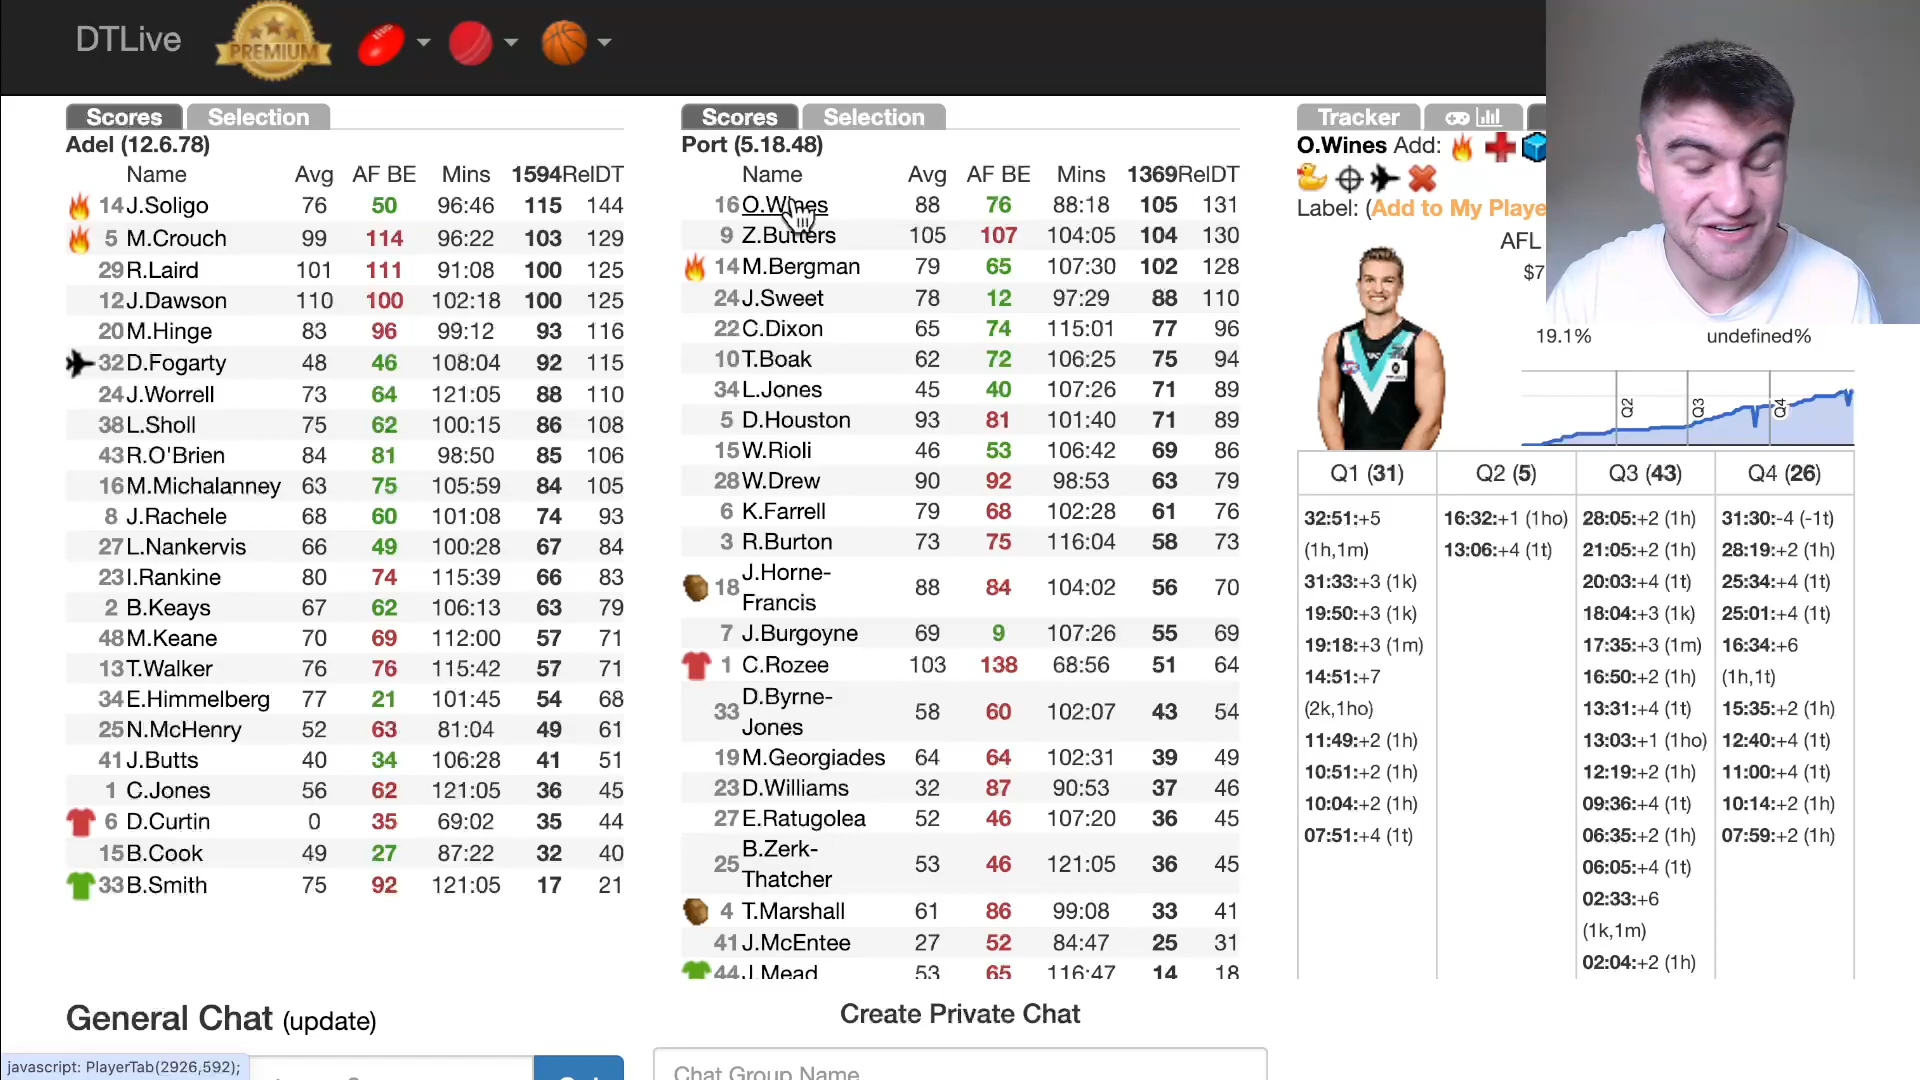 DTLive
PREMIUM
Scores Selection
Adel (12.6.78)
Name Avg AF BE Mins 1594RelDT
14 J.Soligo 76 50 96:46 115 144
5 M.Crouch 99 114 96:22 103 129
29 R.Laird 101 111 91:08 100 125
12 J.Dawson 110 100 102:18 100 125
20 M.Hinge 83 96 99:12 93 116
32 D.Fogarty 48 46 108:04 92 115
24 J.Worrell 73 64 121:05 88 110
38 L.Sholl 75 62 100:15 86 108
43 R.O'Brien 84 81 98:50 85 106
16 M.Michalanney 63 75 105:59 84 105
8 J.Rachele 68 60 101:08 74 93
27 L.Nankervis 66 49 100:28 67 84
23 I.Rankine 80 74 115:39 66 83
2 B.Keays 67 62 106:13 63 79
48 M.Keane 70 69 112:00 57 71
13 T.Walker 76 76 115:42 57 71
34 E.Himmelberg 77 21 101:45 54 68
25 N.McHenry 52 63 81:04 49 61
41 J.Butts 40 34 106:28 41 51
1 C.Jones 56 62 121:05 36 45
6 D.Curtin 0 35 69:02 35 44
15 B.Cook 49 27 87:22 32 40
33 B.Smith 75 92 121:05 17 21
Scores Selection
Port (5.18.48)
Name Avg AF BE Mins 1369RelDT
16 O.Wines 88 76 88:18 105 131
9 Z.Butters 105 107 104:05 104 130
14 M.Bergman 79 65 107:30 102 128
24 J.Sweet 78 12 97:29 88 110
22 C.Dixon 65 74 115:01 77 96
10 T.Boak 62 72 106:25 75 94
34 L.Jones 45 40 107:26 71 89
5 D.Houston 93 81 101:40 71 89
15 W.Rioli 46 53 106:42 69 86
28 W.Drew 90 92 98:53 63 79
6 K.Farrell 79 68 102:28 61 76
3 R.Burton 73 75 116:04 58 73
J.Horne-
18 88 84 104:02 56 70
Francis
7 J.Burgoyne 69 9 107:26 55 69
1 C.Rozee 103 138 68:56 51 64
D.Byrne-
33 58 60 102:07 43 54
Jones
19 M.Georgiades 64 64 102:31 39 49
23 D.Williams 32 87 90:53 37 46
27 E.Ratugolea 52 46 107:20 36 45
B.Zerk-
25 53 46 121:05 36 45
Thatcher
4 T.Marshall 61 86 99:08 33 41
41 J.McEntee 27 52 84:47 25 31
44 J.Mead 53 65 116:47 14 18
Tracker
O.Wines Add:
Label: (Add to My Playe
AFL
$7
19.1% undefined%
Q2 Q3 Q4
Q1 (31) Q2 (5) Q3 (43) Q4 (26)
32:51:+5 16:32:+1 (1ho) 28:05:+2 (1h) 31:30:-4 (-1t)
(1h,1m) 13:06:+4 (1t) 21:05:+2 (1h) 28:19:+2 (1h)
31:33:+3 (1k) 20:03:+4 (1t) 25:34:+4 (1t)
19:50:+3 (1k) 18:04:+3 (1k) 25:01:+4 (1t)
19:18:+3 (1m) 17:35:+3 (1m) 16:34:+6
14:51:+7 16:50:+2 (1h) (1h,1t)
(2k,1ho) 13:31:+4 (1t) 15:35:+2 (1h)
11:49:+2 (1h) 13:03:+1 (1ho) 12:40:+4 (1t)
10:51:+2 (1h) 12:19:+2 (1h) 11:00:+4 (1t)
10:04:+2 (1h) 09:36:+4 (1t) 10:14:+2 (1h)
07:51:+4 (1t) 06:35:+2 (1h) 07:59:+2 (1h)
06:05:+4 (1t)
02:33:+6
(1k,1m)
02:04:+2 (1h)
General Chat (update)
Create Private Chat
Chat Group Name
javascript: PlayerTab(2926,592);